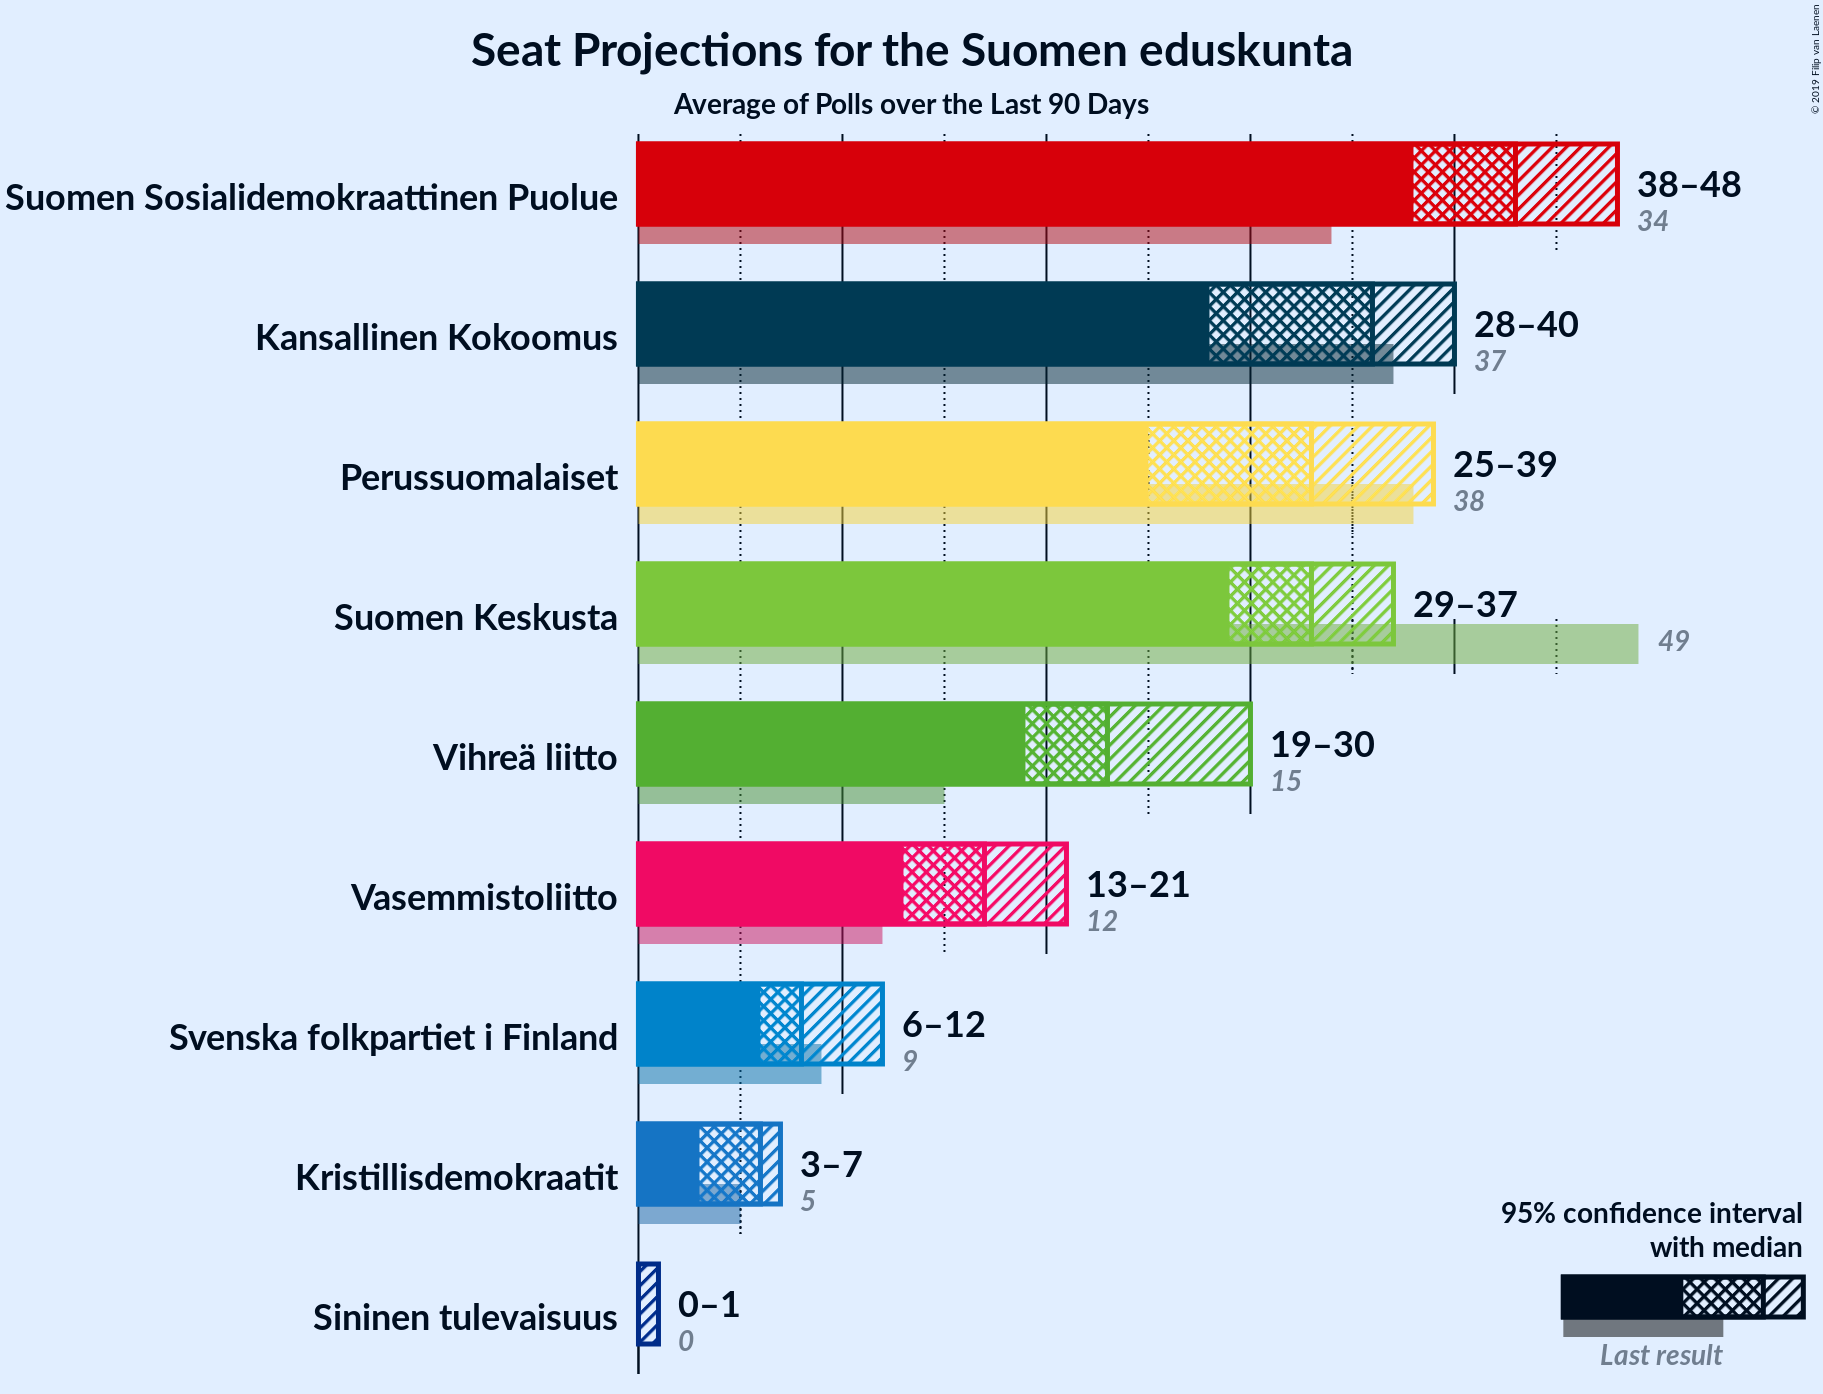 Seat Projections for the Suomen eduskunta
Average of Polls over the Last 90 Days
© 2019 Filip van Laenen
Suomen Sosialidemokraattinen Puolue
38–48
34
Kansallinen Kokoomus
28–40
37
Perussuomalaiset
25–39
38
Suomen Keskusta
29–37
49
Vihreä liitto
19–30
15
Vasemmistoliitto
13–21
12
Svenska folkpartiet i Finland
6–12
9
Kristillisdemokraatit
3–7
5
Sininen tulevaisuus
0–1
0
95% confidence interval
with median
Last result